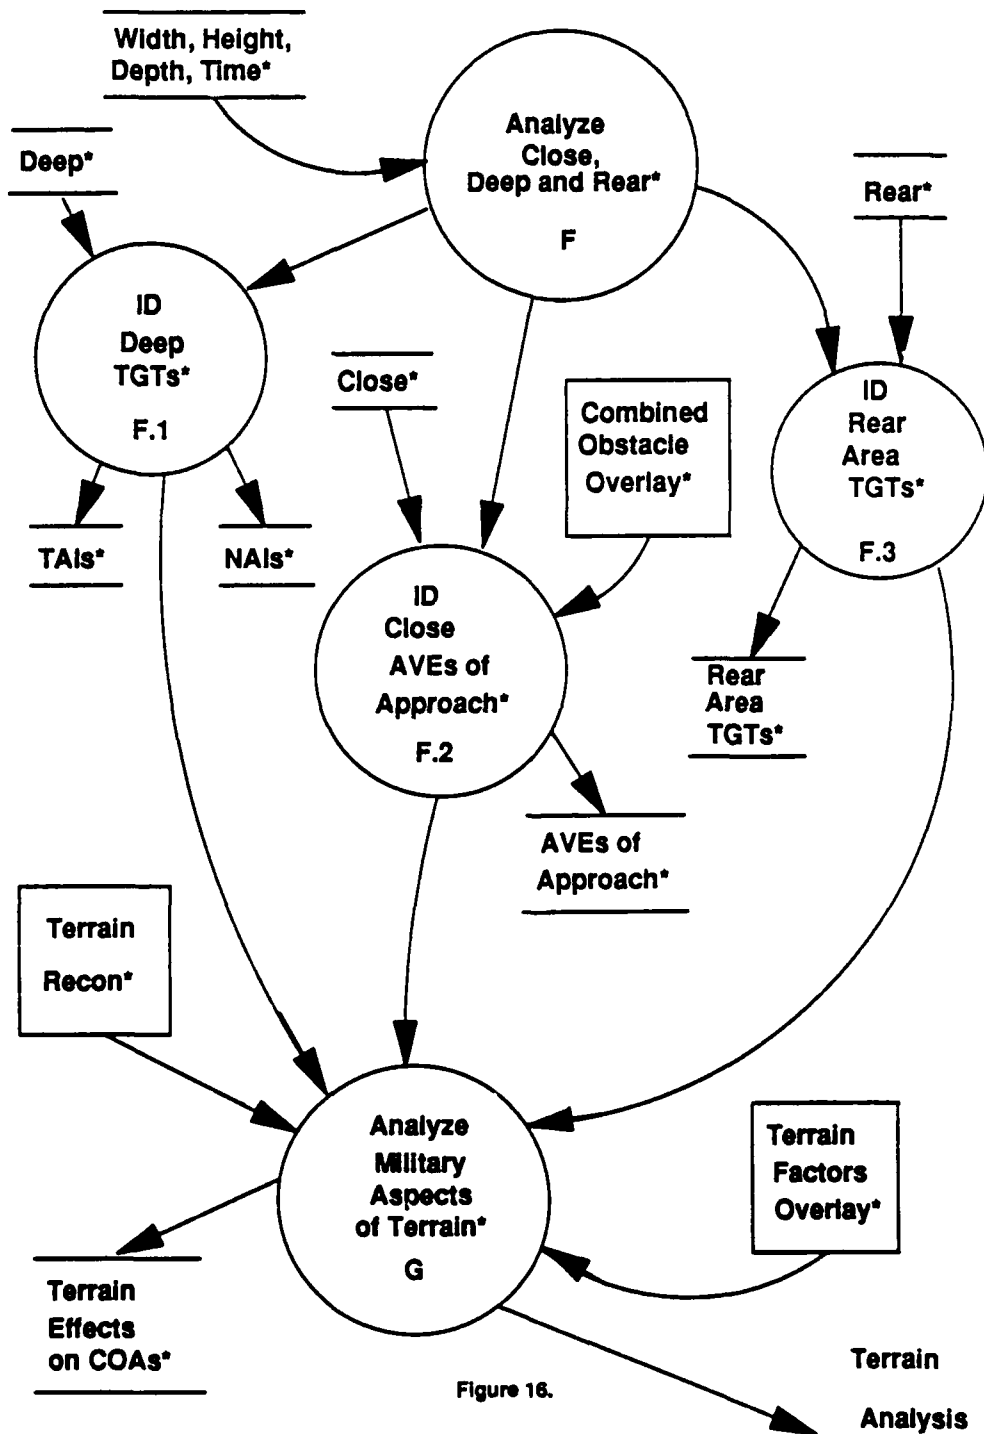 Width, Height,
Depth, Time*
Analyze
Close,
Deep and Rear*
F
Deep*
Rear*
ID
Deep
TGTs*
F.1
Close*
Combined
Obstacle
Overlay*
ID
Rear
Area
TGTs*
F.3
TAIs*
NAIs*
ID
Close
AVEs of
Approach*
F.2
Rear
Area
TGTs*
AVEs of
Approach*
Terrain
Recon*
Analyze
Military
Aspects
of Terrain*
G
Terrain
Factors
Overlay*
Terrain
Effects
on COAs*
Figure 16.
Terrain
Analysis